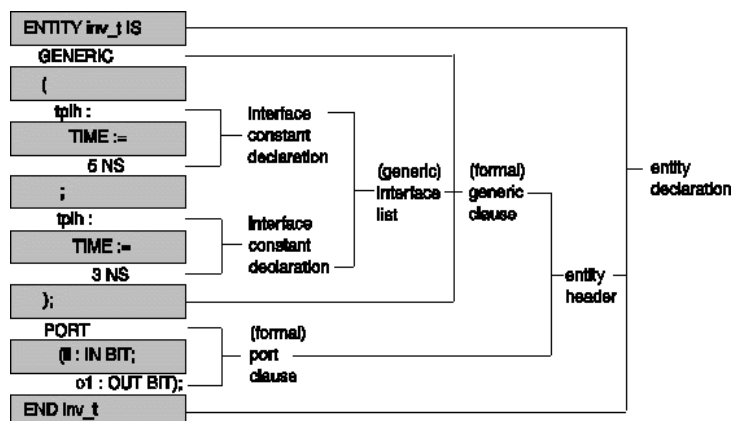 ENTITY inv_t IS
GENERIC
(
tplh :
TIME :=
5 NS
;
tplh :
TIME :=
3 NS
);
PORT
(il : IN BIT;
o1 : OUT BIT);
END inv_t
interface
constant
declaration
interface
constant
declaration
(formal)
port
clause
(generic)
interface
list
(formal)
generic
clause
entity
header
entity
declaration